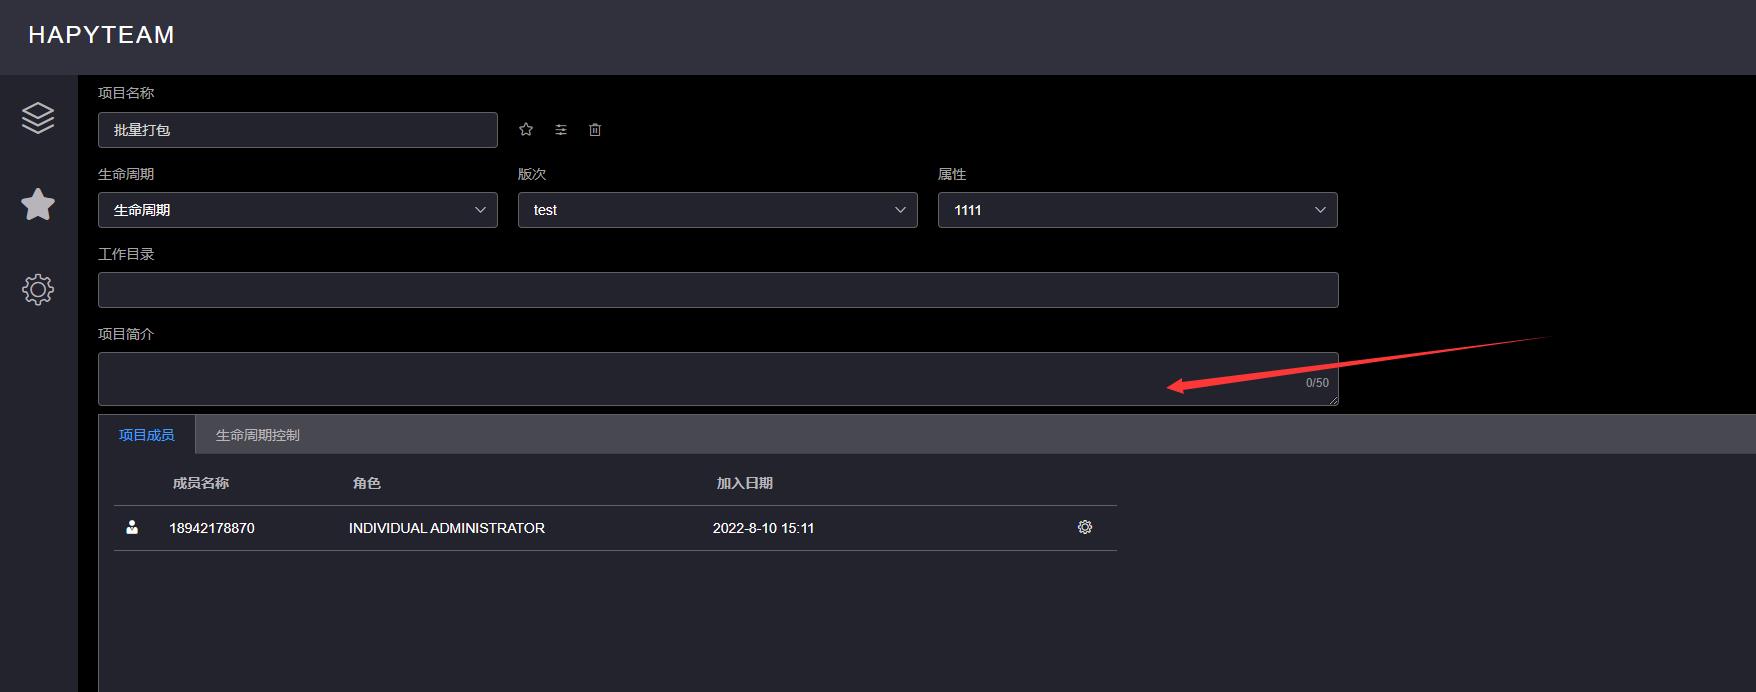 HAPYTEAM
项目名称
批量打包
生命周期 版次 属性
生命周期 test 1111
工作目录
项目简介
0/50
项目成员 生命周期控制
成员名称 角色 加入日期
18942178870 INDIVIDUAL ADMINISTRATOR 2022-8-10 15:11